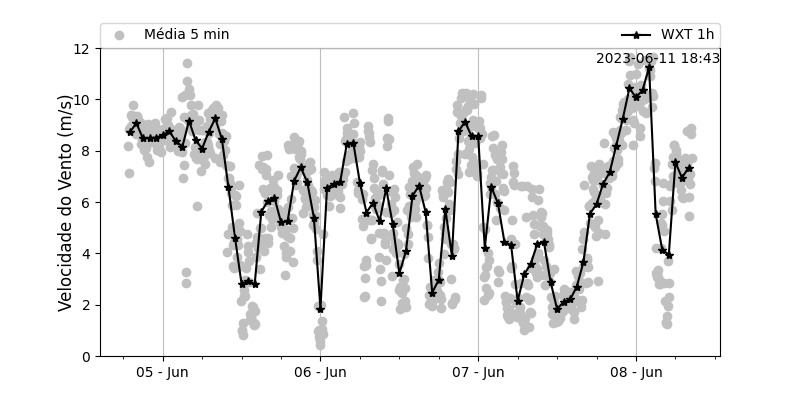 Média 5 min
WXT 1h
2023-06-11 18:43
Velocidade do Vento (m/s)
12
10
8
6
4
2
0
05 - Jun
06 - Jun
07 - Jun
08 - Jun